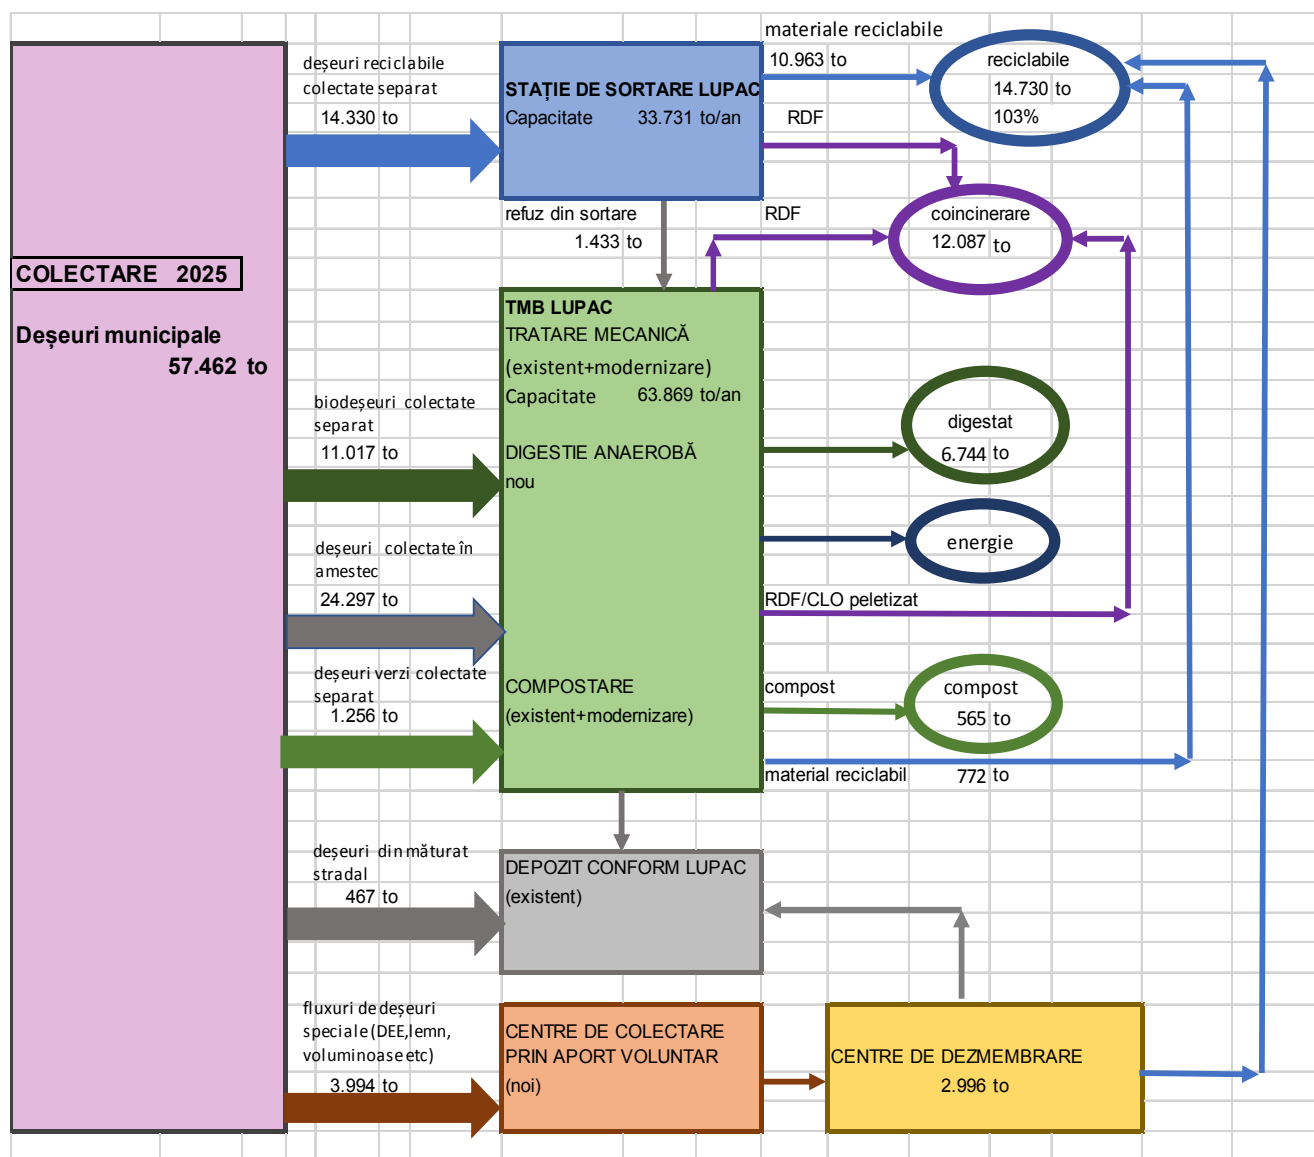 COLECTARE 2025
Deșeuri municipale
57.462 to
deșeuri reciclabile
colectate separat
14.330 to
STAȚIE DE SORTARE LUPAC
Capacitate 33.731 to/an
materiale reciclabile
10.963 to
RDF
reciclabile
14.730 to
103%
refuz din sortare
1.433 to
RDF
coincinerare
12.087 to
TMB LUPAC
TRATARE MECANICĂ
(existent+modernizare)
Capacitate 63.869 to/an
biodeșeuri colectate
separat
11.017 to
DIGESTIE ANAEROBĂ
nou
digestat
6.744 to
energie
deșeuri colectate în
amestec
24.297 to
RDF/CLO peletizat
deșeuri verzi colectate
separat
1.256 to
COMPOSTARE
(existent+modernizare)
compost
compost
565 to
material reciclabil 772 to
deșeuri din măturat
stradal
467 to
DEPOZIT CONFORM LUPAC
(existent)
fluxuri de deșeuri
speciale (DEE,lemn,
voluminoase etc)
3.994 to
CENTRE DE COLECTARE
PRIN APORT VOLUNTAR
(noi)
CENTRE DE DEZMEMBRARE
2.996 to